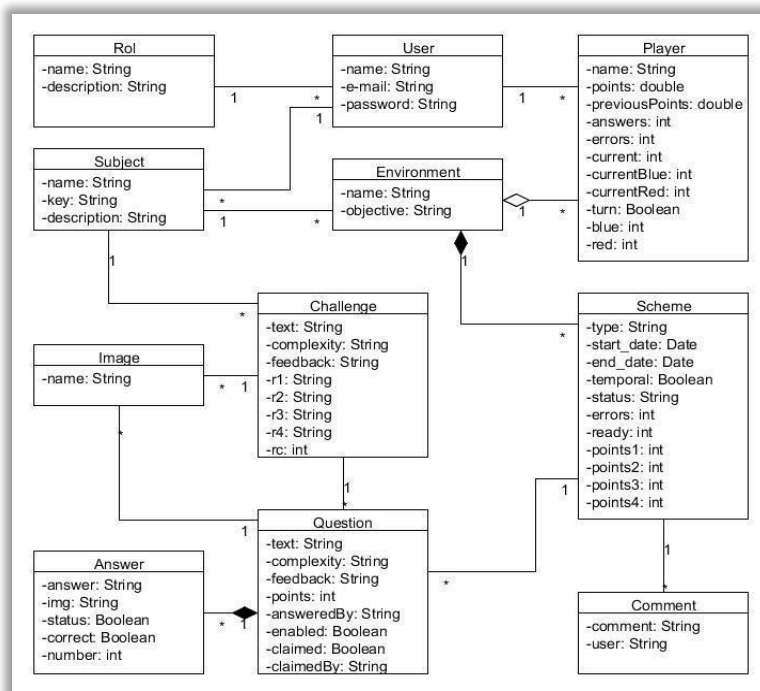 Rol
-name: String
-description: String
1
*
User
-name: String
-e-mail: String
-password: String
1
*
1
Player
-name: String
-points: double
-previousPoints: double
-answers: int
-errors: int
-current: int
-currentBlue: int
-currentRed: int
-turn: Boolean
-blue: int
-red: int
Subject
-name: String
-key: String
-description: String
*
1
*
Environment
-name: String
-objective: String
1
*
1
*
1
*
Challenge
-text: String
-complexity: String
-feedback: String
-r1: String
-r2: String
-r3: String
-r4: String
-rc: int
Scheme
-type: String
-start_date: Date
-end_date: Date
-temporal: Boolean
-status: String
-errors: int
-ready: int
-points1: int
-points2: int
-points3: int
-points4: int
Image
-name: String
*
1
*
1
1
*
Question
-text: String
-complexity: String
-feedback: String
-points: int
-answeredBy: String
-enabled: Boolean
-claimed: Boolean
-claimedBy: String
1
*
Answer
-answer: String
-img: String
-status: Boolean
-correct: Boolean
-number: int
*
1
1
*
Comment
-comment: String
-user: String